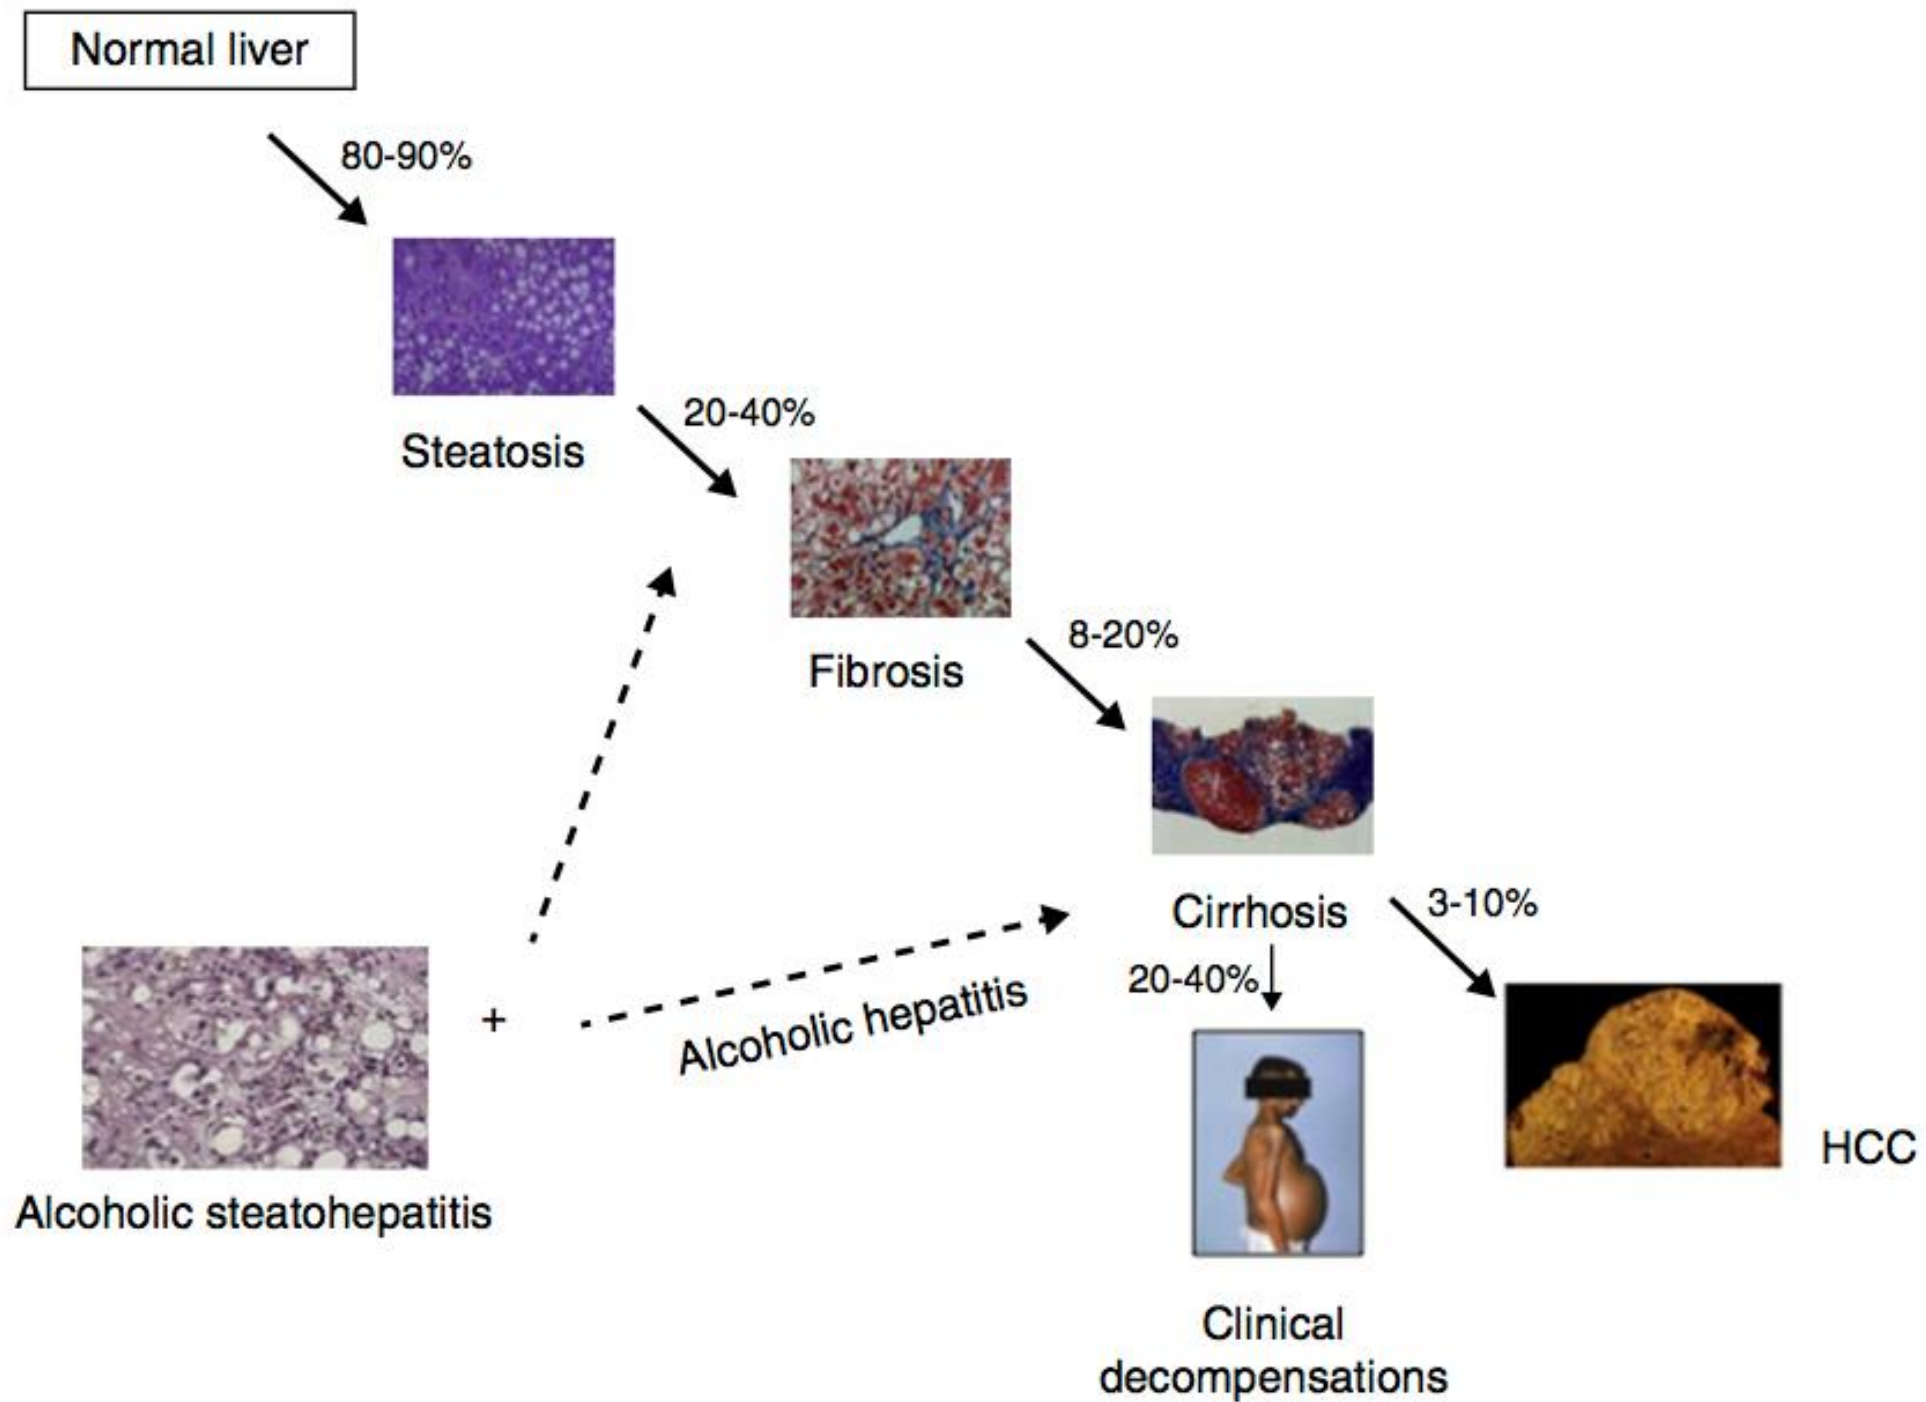 Normal liver
80-90%
Steatosis
20-40%
Fibrosis
8-20%
Cirrhosis
3-10%
20-40%
Alcoholic hepatitis
+
HCC
Alcoholic steatohepatitis
Clinical
decompensations